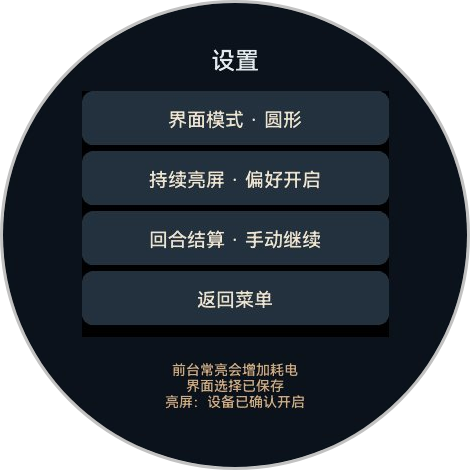 设置
界面模式 · 圆形
持续亮屏 · 偏好开启
回合结算 · 手动继续
返回菜单
前台常亮会增加耗电
界面选择已保存
亮屏：设备已确认开启